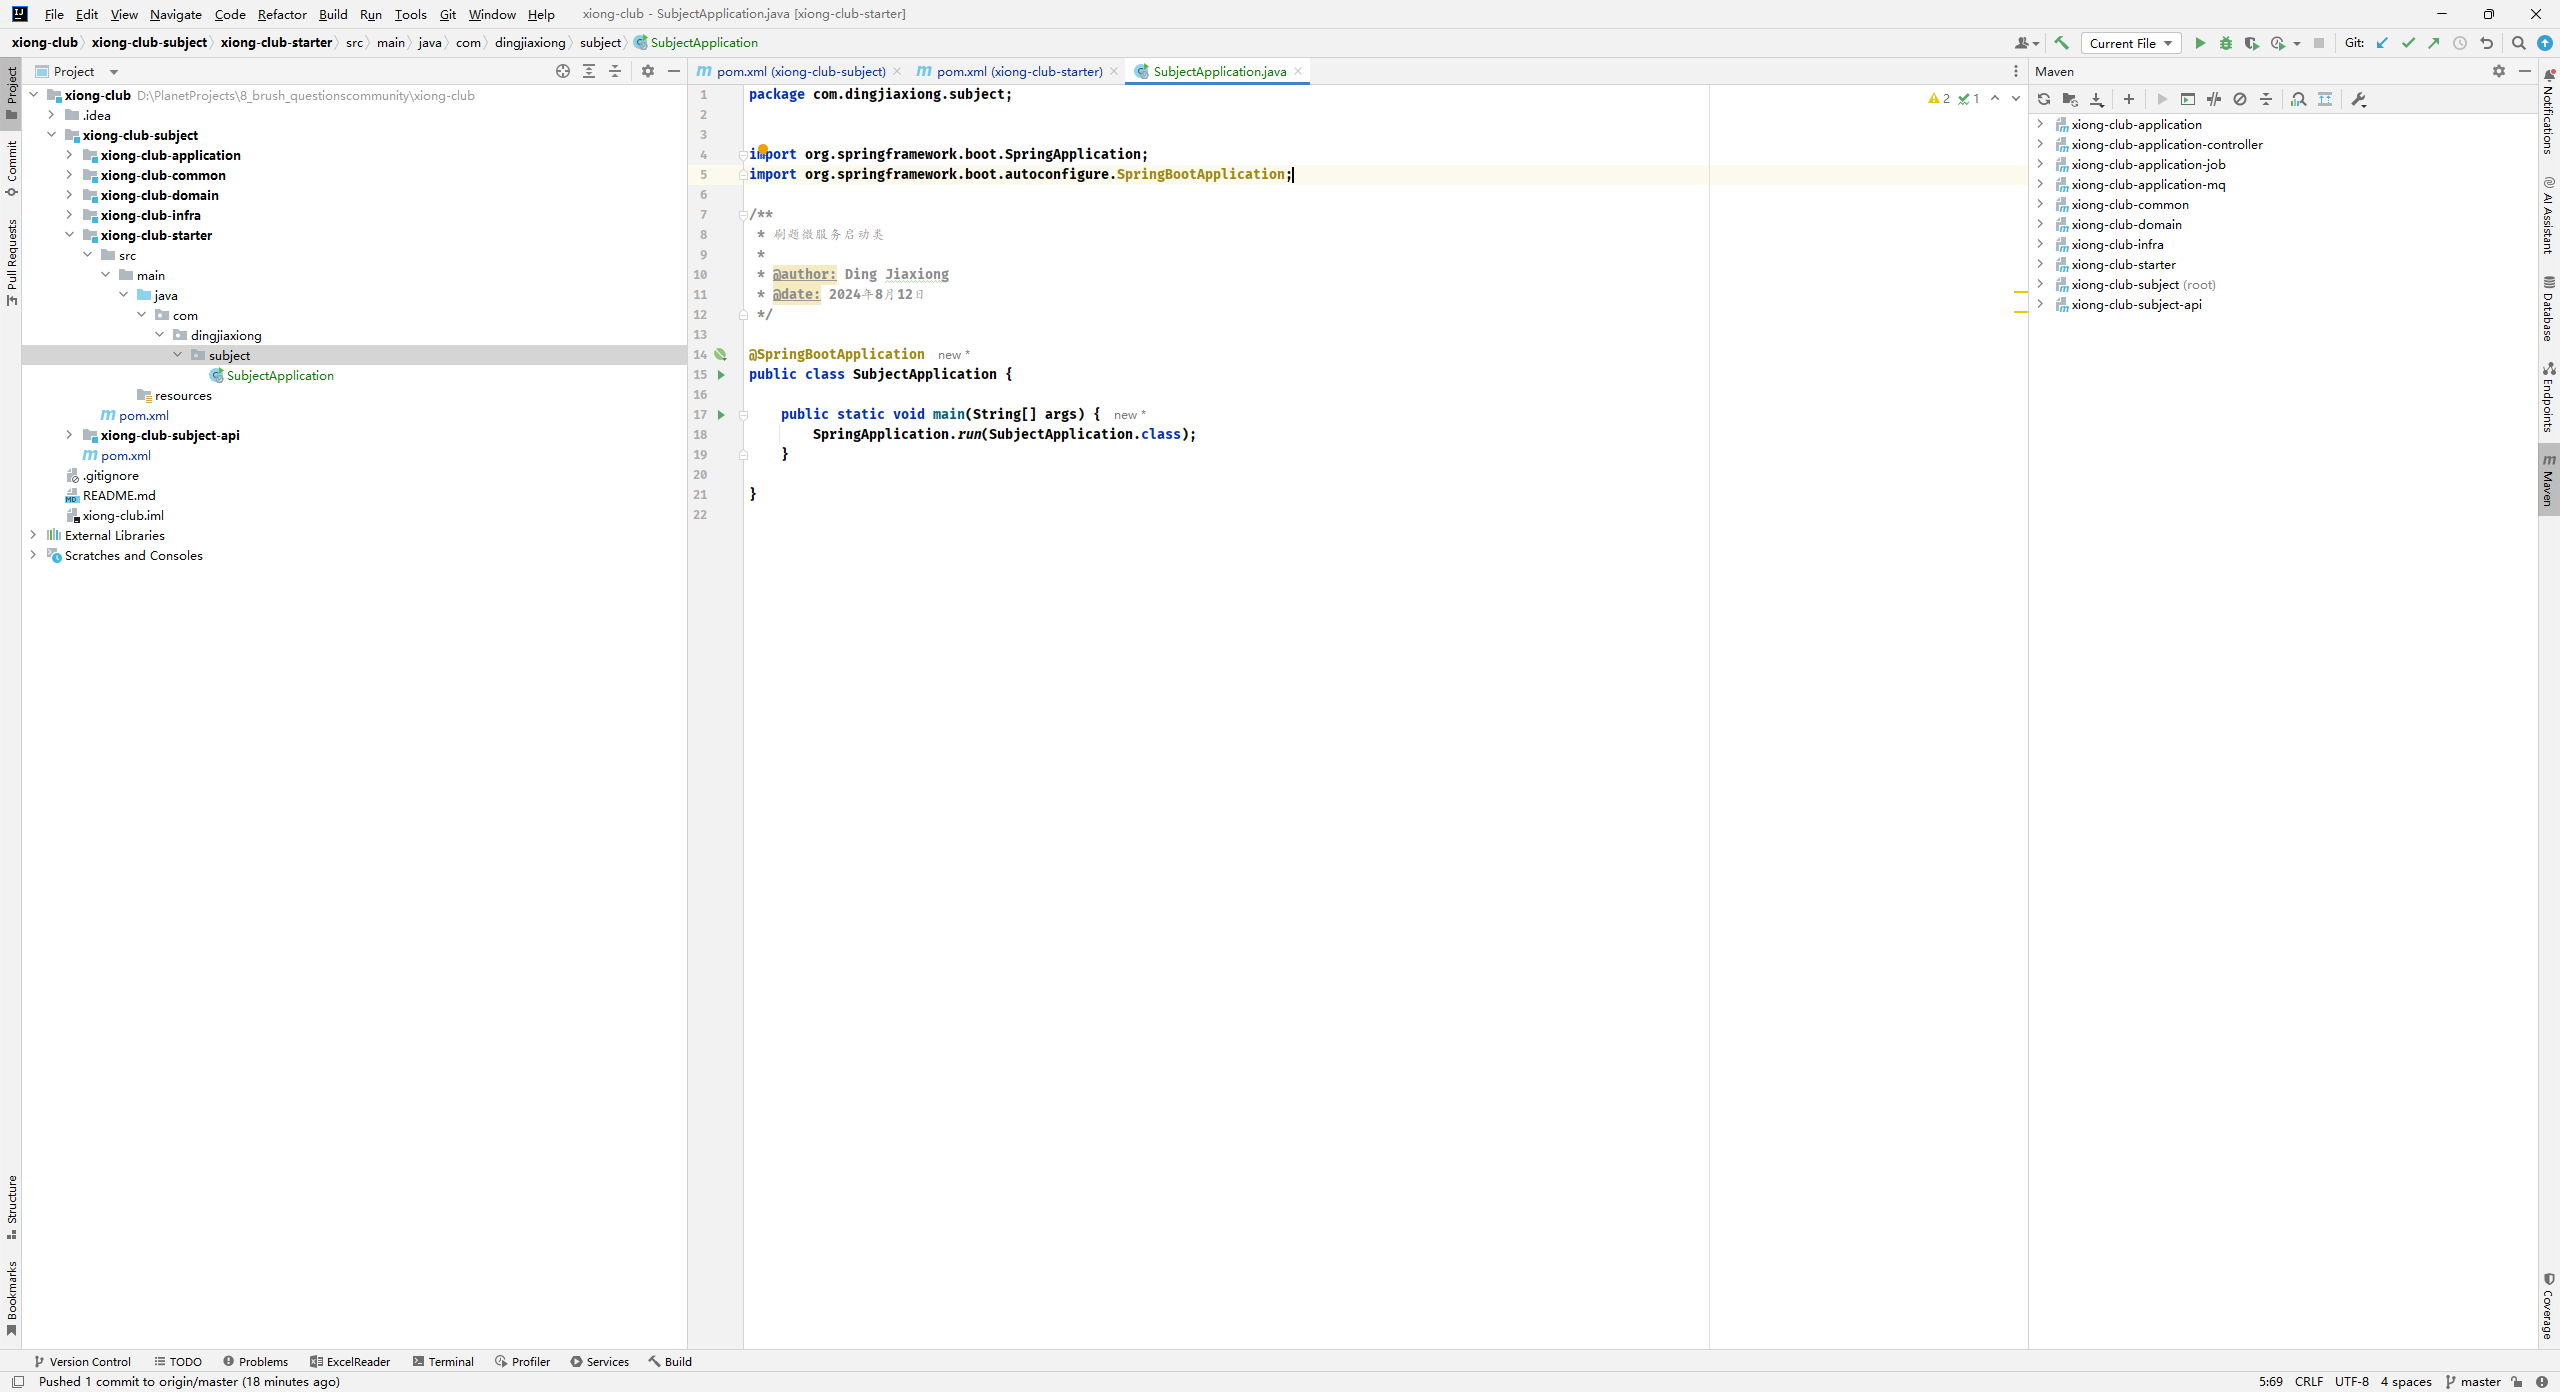 File Edit View Navigate Code Refactor Build Run Tools Git Window Help xiong-club - SubjectApplication.java [xiong-club-starter]
xiong-club xiong-club-subject xiong-club-starter src main java com dingjiaxiong subject SubjectApplication Current File Git:
Project
pom.xml (xiong-club-subject) pom.xml (xiong-club-starter) SubjectApplication.java
Maven
Project
Commit
Pull Requests
Structure
Bookmarks
xiong-club D:\PlanetProjects\8_brush_questionscommunity\xiong-club
.idea
xiong-club-subject
xiong-club-application
xiong-club-common
xiong-club-domain
xiong-club-infra
xiong-club-starter
src
main
java
com
dingjiaxiong
subject
SubjectApplication
resources
pom.xml
xiong-club-subject-api
pom.xml
.gitignore
README.md
xiong-club.iml
External Libraries
Scratches and Consoles
2 1
1 package com.dingjiaxiong.subject;
2
3
4 import org.springframework.boot.SpringApplication;
5 import org.springframework.boot.autoconfigure.SpringBootApplication;
6
7 /**
8 * 刷题微服务启动类
9 *
10 * @author: Ding Jiaxiong
11 * @date: 2024年8月12日
12 */
13
14 @SpringBootApplication new *
15 public class SubjectApplication {
16
17 public static void main(String[] args) { new *
18 SpringApplication.run(SubjectApplication.class);
19 }
20
21 }
22
xiong-club-application
xiong-club-application-controller
xiong-club-application-job
xiong-club-application-mq
xiong-club-common
xiong-club-domain
xiong-club-infra
xiong-club-starter
xiong-club-subject (root)
xiong-club-subject-api
Notifications
AI Assistant
Database
Endpoints
Maven
Coverage
Version Control TODO Problems ExcelReader Terminal Profiler Services Build
Pushed 1 commit to origin/master (18 minutes ago) 5:69 CRLF UTF-8 4 spaces master